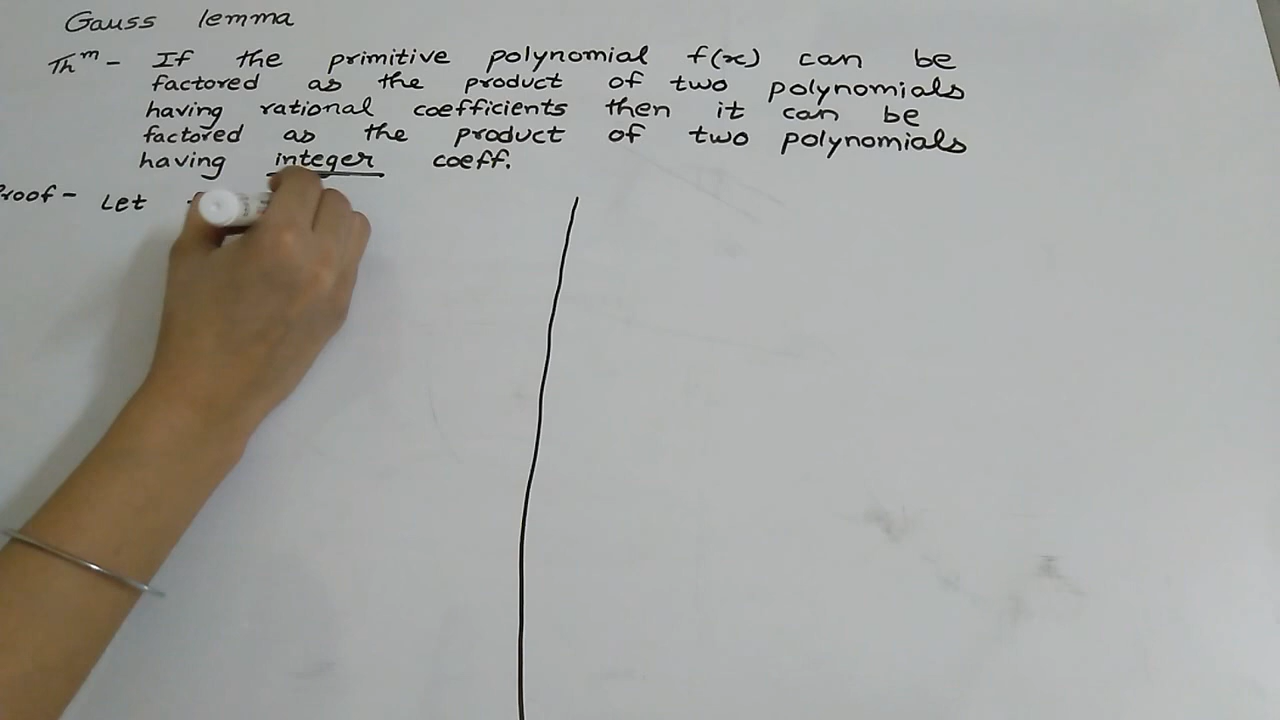 Gauss lemma
Thm - If the primitive polynomial f(x) can be
factored as the product of two polynomials
having rational coefficients then it can be
factored as the product of two polynomials
having integer coeff.
Proof - Let